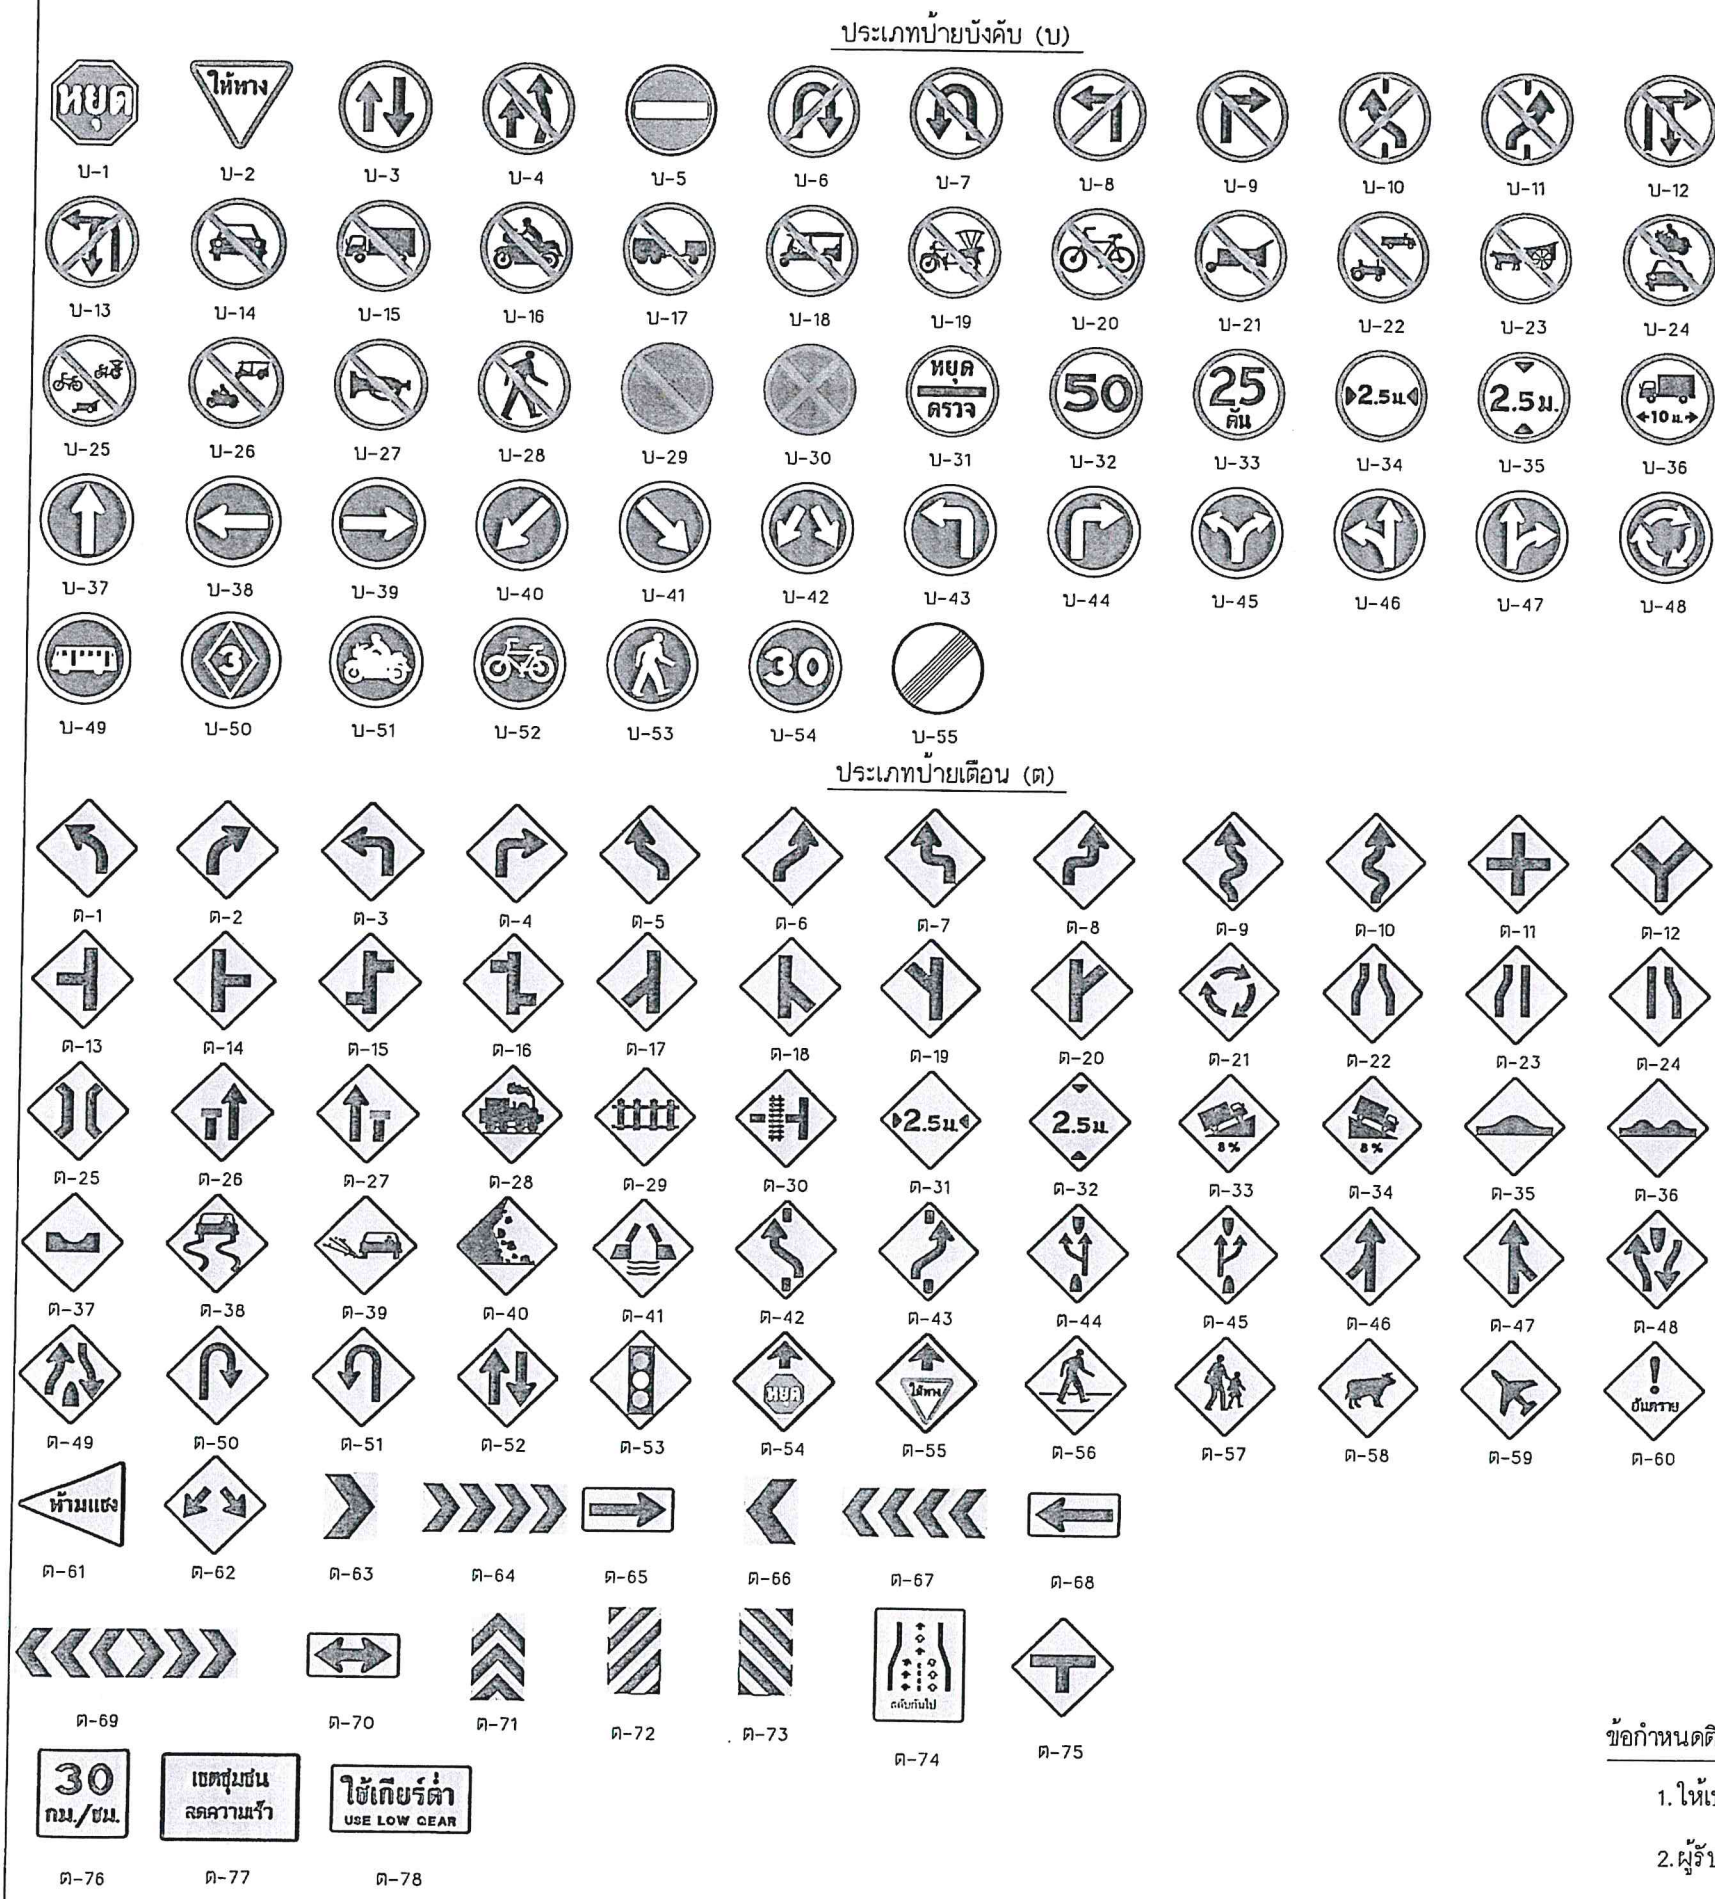 ประเภทป้ายบังคับ (บ)
หยุด ให้ทาง
บ-1 บ-2 บ-3 บ-4 บ-5 บ-6 บ-7 บ-8 บ-9 บ-10 บ-11 บ-12
บ-13 บ-14 บ-15 บ-16 บ-17 บ-18 บ-19 บ-20 บ-21 บ-22 บ-23 บ-24
หยุด ตรวจ 50 25 ตัน 2.5ม. 2.5ม. 10 ม.
บ-25 บ-26 บ-27 บ-28 บ-29 บ-30 บ-31 บ-32 บ-33 บ-34 บ-35 บ-36
บ-37 บ-38 บ-39 บ-40 บ-41 บ-42 บ-43 บ-44 บ-45 บ-46 บ-47 บ-48
3 30
บ-49 บ-50 บ-51 บ-52 บ-53 บ-54 บ-55
ประเภทป้ายเตือน (ต)
ต-1 ต-2 ต-3 ต-4 ต-5 ต-6 ต-7 ต-8 ต-9 ต-10 ต-11 ต-12
ต-13 ต-14 ต-15 ต-16 ต-17 ต-18 ต-19 ต-20 ต-21 ต-22 ต-23 ต-24
2.5ม. 2.5ม 8% 8%
ต-25 ต-26 ต-27 ต-28 ต-29 ต-30 ต-31 ต-32 ต-33 ต-34 ต-35 ต-36
ต-37 ต-38 ต-39 ต-40 ต-41 ต-42 ต-43 ต-44 ต-45 ต-46 ต-47 ต-48
หยุด ให้ทาง ! อันตราย
ต-49 ต-50 ต-51 ต-52 ต-53 ต-54 ต-55 ต-56 ต-57 ต-58 ต-59 ต-60
ห้ามแซง
ต-61 ต-62 ต-63 ต-64 ต-65 ต-66 ต-67 ต-68
สลับกันไป
ต-69 ต-70 ต-71 ต-72 ต-73 ต-74 ต-75
30 กม./ชม.
เขตชุมชน
ลดความเร็ว
ใช้เกียร์ต่ำ
USE LOW GEAR
ต-76 ต-77 ต-78
ข้อกำหนด
1.
2.